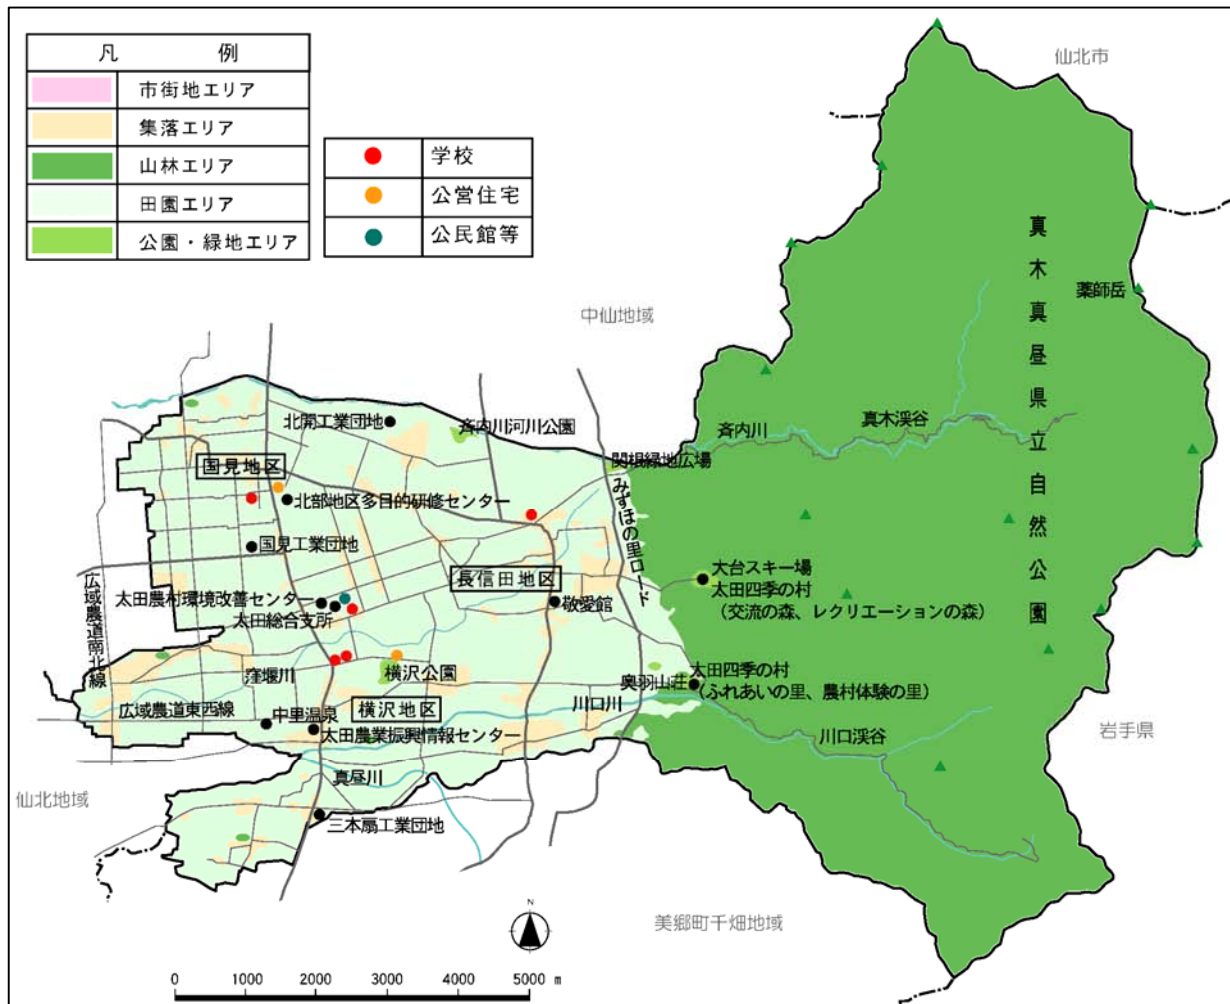 凡　例
市街地エリア
集落エリア
山林エリア
田園エリア
公園・緑地エリア
学校
公営住宅
公民館等
仙北市
真木真昼県立自然公園
薬師岳
中仙地域
北開工業団地
斉内川河川公園
斉内川
真木渓谷
関根緑地広場
国見地区
北部地区多目的研修センター
みずほの里ロード
国見工業団地
長信田地区
大台スキー場
太田四季の村
（交流の森、レクリエーションの森）
広域農道南北線
太田農村環境改善センター
太田総合支所
敬愛館
窪堰川
横沢公園
奥羽山荘
太田四季の村
（ふれあいの里、農村体験の里）
広域農道東西線
中里温泉
横沢地区
川口川
太田農業振興情報センター
川口渓谷
岩手県
真昼川
仙北地域
三本扇工業団地
美郷町千畑地域
N
0 1000 2000 3000 4000 5000 m